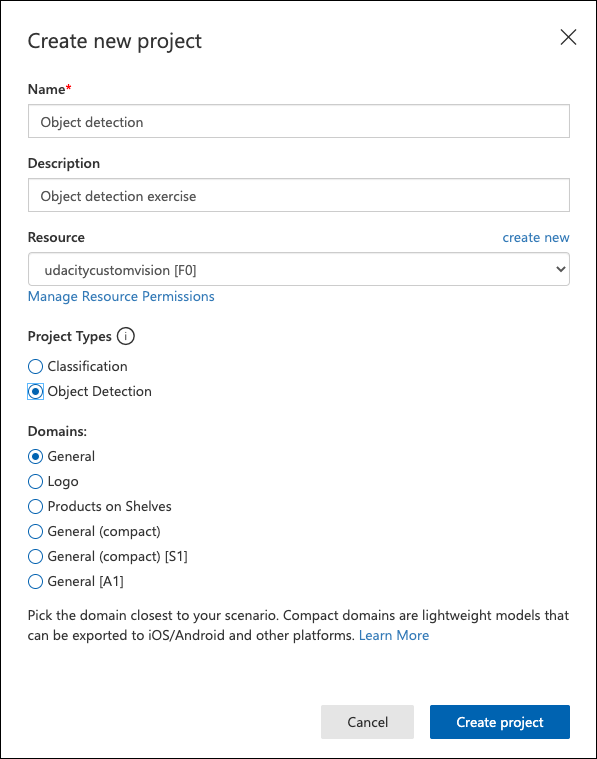 Create new project
Name*
Object detection
Description
Object detection exercise
Resource create new
udacitycustomvision [F0]
Manage Resource Permissions
Project Types i
Classification
Object Detection
Domains:
General
Logo
Products on Shelves
General (compact)
General (compact) [S1]
General [A1]
Pick the domain closest to your scenario. Compact domains are lightweight models that
can be exported to iOS/Android and other platforms. Learn More
Cancel Create project